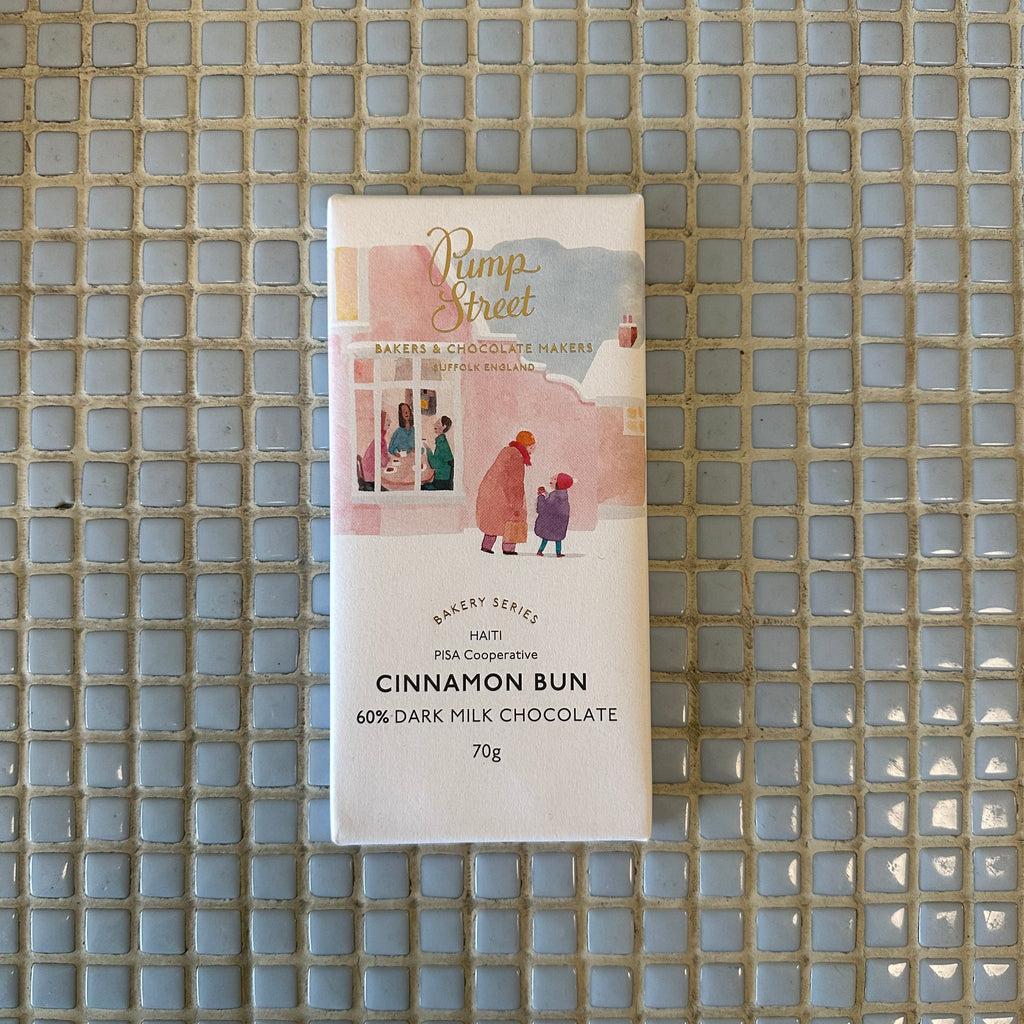 Pump
Street
BAKERS & CHOCOLATE MAKERS
SUFFOLK ENGLAND
BAKERY SERIES
HAITI
PISA Cooperative
CINNAMON BUN
60% DARK MILK CHOCOLATE
70g